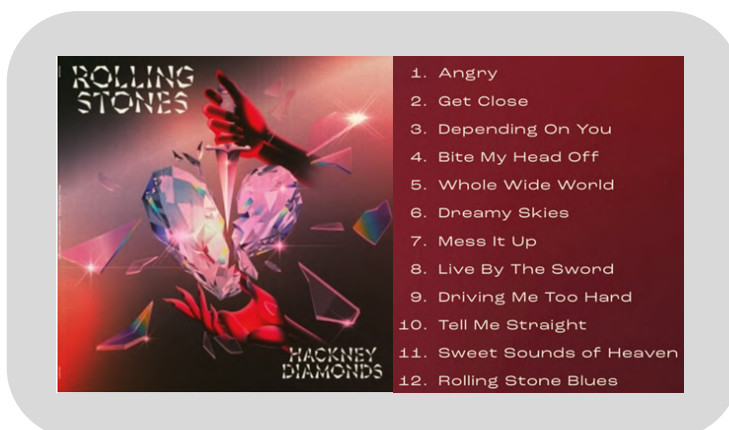 ROLLING
STONES
HACKNEY
DIAMONDS
1. Angry
2. Get Close
3. Depending On You
4. Bite My Head Off
5. Whole Wide World
6. Dreamy Skies
7. Mess It Up
8. Live By The Sword
9. Driving Me Too Hard
10. Tell Me Straight
11. Sweet Sounds of Heaven
12. Rolling Stone Blues